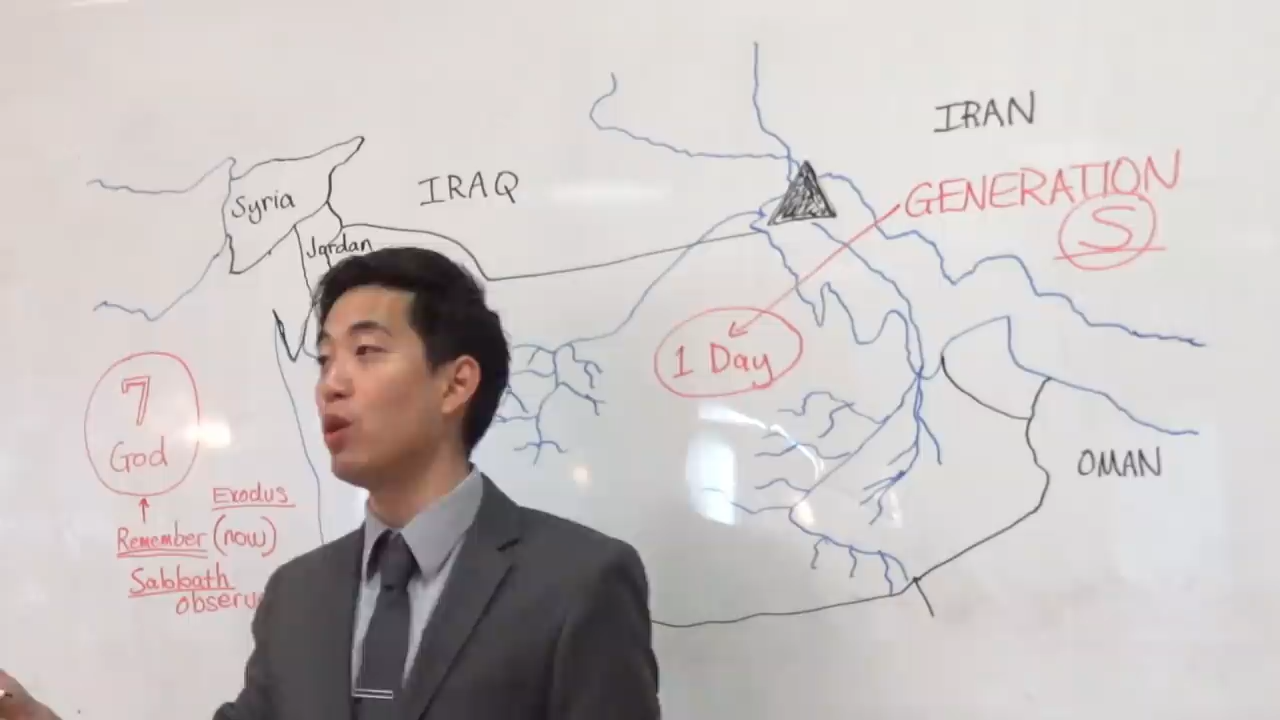 IRAN
IRAQ
Syria
GENERATION
S
Jordan
1 Day
7
God
OMAN
Exodus
Remember (now)
Sabbath